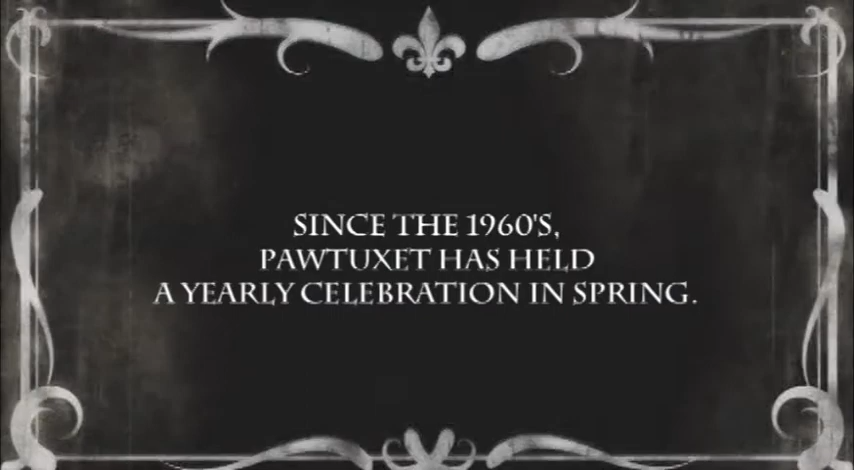 SINCE THE 1960'S,
PAWTUXET HAS HELD
A YEARLY CELEBRATION IN SPRING.